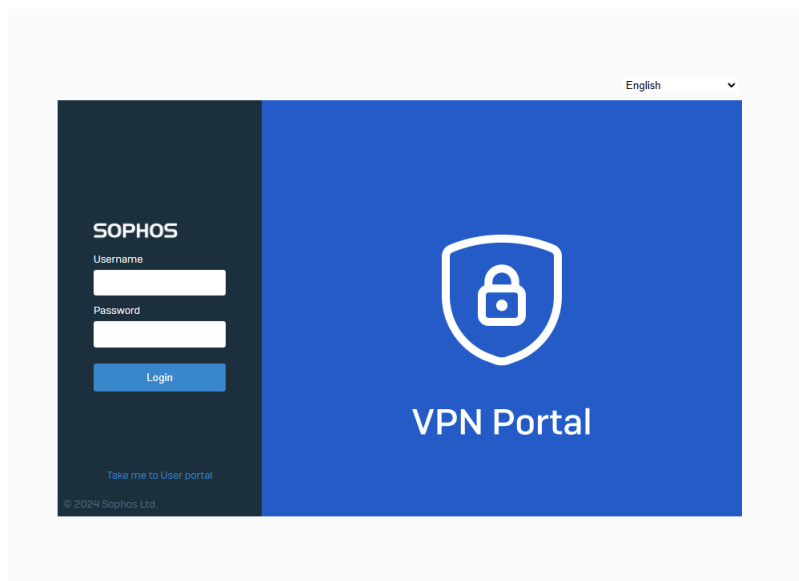 English
SOPHOS
Username
Password
Login
Take me to User portal
© 2024 Sophos Ltd.
VPN Portal